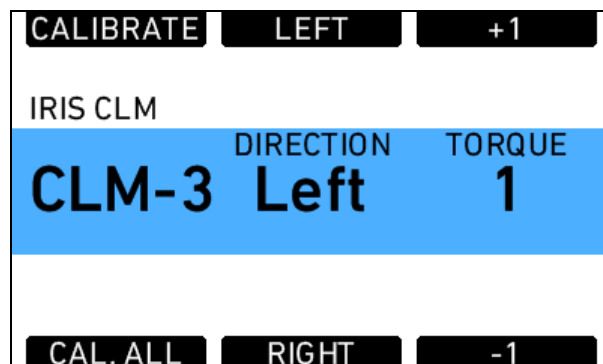 CALIBRATE LEFT +1
IRIS CLM
DIRECTION TORQUE
CLM-3 Left 1
CAL. ALL RIGHT -1